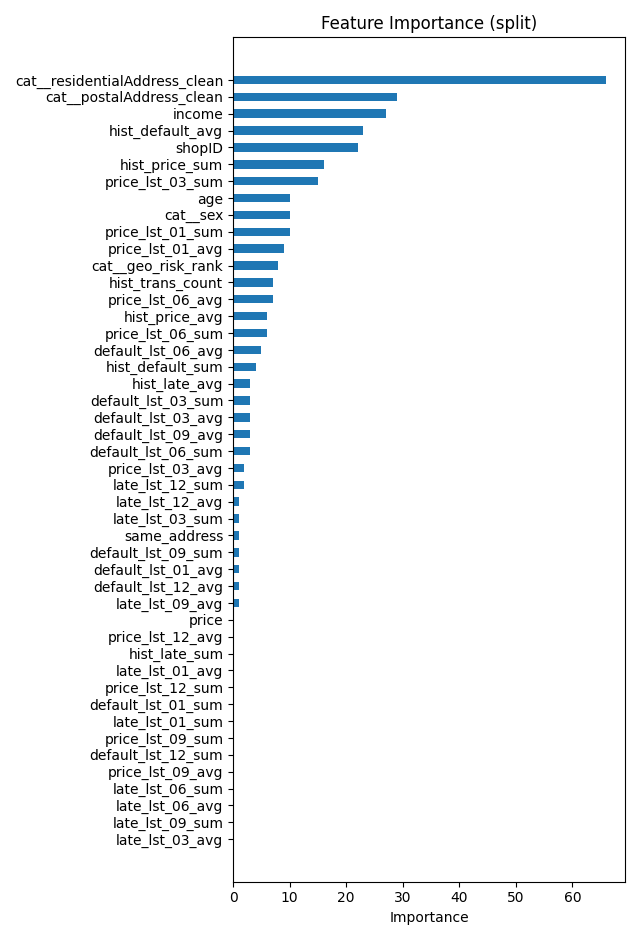 Feature Importance (split)
cat__residentialAddress_clean
cat__postalAddress_clean
income
hist_default_avg
shopID
hist_price_sum
price_lst_03_sum
age
cat__sex
price_lst_01_sum
price_lst_01_avg
cat__geo_risk_rank
hist_trans_count
price_lst_06_avg
hist_price_avg
price_lst_06_sum
default_lst_06_avg
hist_default_sum
hist_late_avg
default_lst_03_sum
default_lst_03_avg
default_lst_09_avg
default_lst_06_sum
price_lst_03_avg
late_lst_12_sum
late_lst_12_avg
late_lst_03_sum
same_address
default_lst_09_sum
default_lst_01_avg
default_lst_12_avg
late_lst_09_avg
price
price_lst_12_avg
hist_late_sum
late_lst_01_avg
price_lst_12_sum
default_lst_01_sum
late_lst_01_sum
price_lst_09_sum
default_lst_12_sum
price_lst_09_avg
late_lst_06_sum
late_lst_06_avg
late_lst_09_sum
late_lst_03_avg
0 10 20 30 40 50 60
Importance